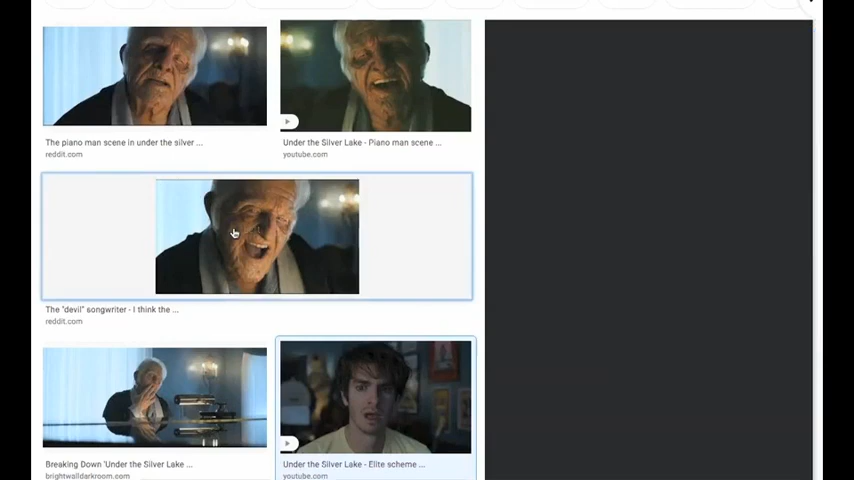 The piano man scene in under the silver ...
reddit.com
Under the Silver Lake - Piano man scene ...
youtube.com
The "devil" songwriter - I think the ...
reddit.com
Breaking Down 'Under the Silver Lake ...
brightwalldarkroom.com
Under the Silver Lake - Elite scheme ...
youtube.com